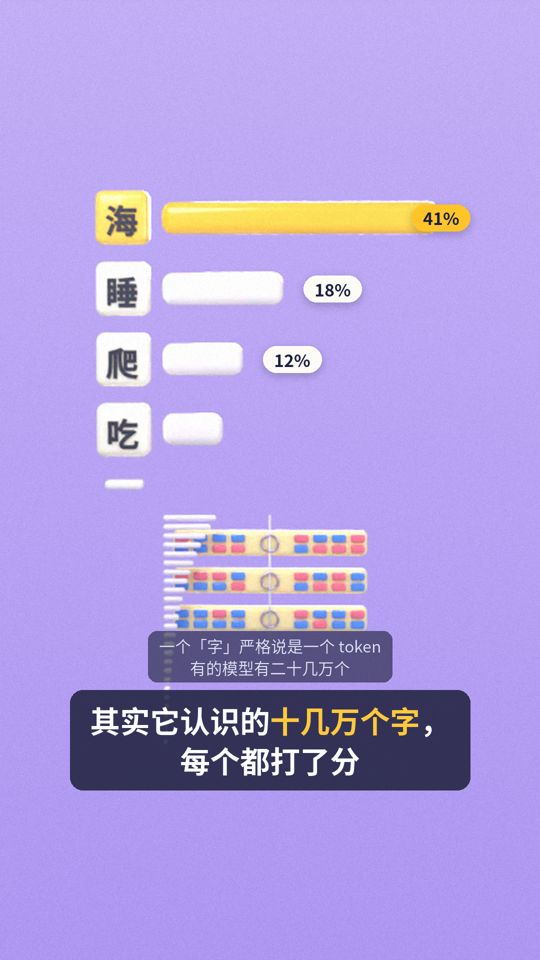 海 41%
睡 18%
爬 12%
吃
一个「字」严格说是一个 token
有的模型有二十几万个
其实它认识的十几万个字，
每个都打了分